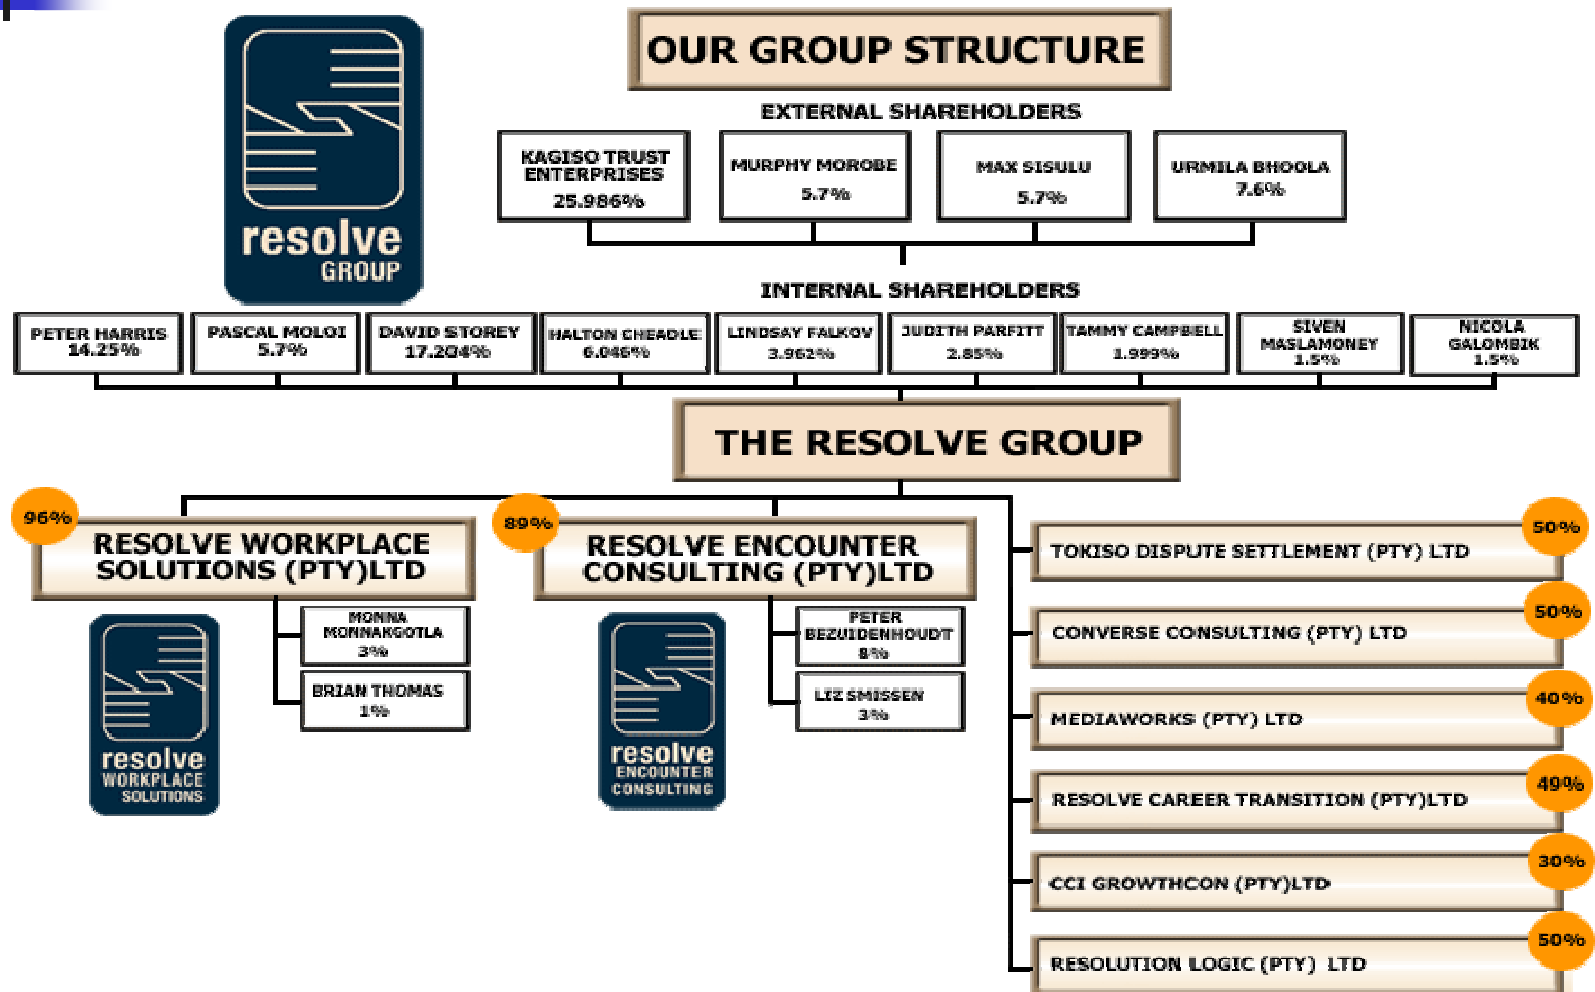 OUR GROUP STRUCTURE
resolve
GROUP
EXTERNAL SHAREHOLDERS
KAGISO TRUST
ENTERPRISES
25.986%
MURPHY MOROBE
5.7%
MAX SISULU
5.7%
URMILA BHOOLA
7.6%
INTERNAL SHAREHOLDERS
PETER HARRIS
14.25%
PASCAL MOLOI
5.7%
DAVID STOREY
17.204%
HALTON CHEADLE
6.046%
LINDSAY FALKOV
3.962%
JUDITH PARFITT
2.85%
TAMMY CAMPBELL
1.999%
SIVEN
MASLAMONEY
1.5%
NICOLA
GALOMBIK
1.5%
THE RESOLVE GROUP
96%
RESOLVE WORKPLACE
SOLUTIONS (PTY)LTD
MONNA
MONNAKGOTLA
3%
BRIAN THOMAS
1%
resolve
WORKPLACE
SOLUTIONS
89%
RESOLVE ENCOUNTER
CONSULTING (PTY)LTD
PETER
BEZUIDENHOUDT
8%
LIZ SMISSEN
3%
resolve
ENCOUNTER
CONSULTING
50%
TOKISO DISPUTE SETTLEMENT (PTY) LTD
50%
CONVERSE CONSULTING (PTY) LTD
40%
MEDIAWORKS (PTY) LTD
49%
RESOLVE CAREER TRANSITION (PTY)LTD
30%
CCI GROWTHCON (PTY)LTD
50%
RESOLUTION LOGIC (PTY) LTD